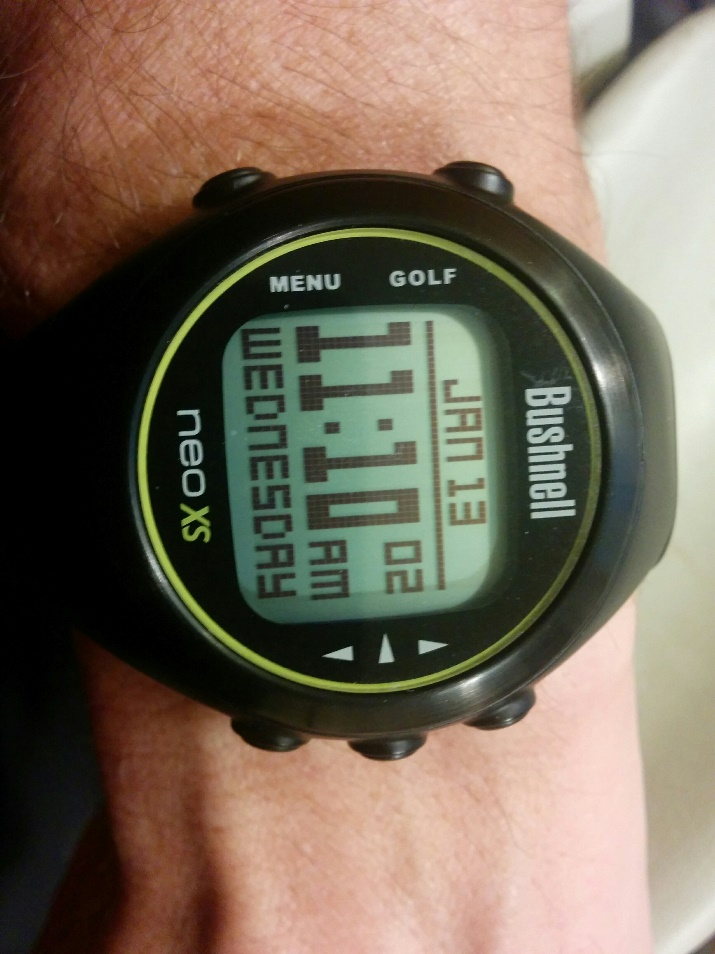 MENU GOLF
Bushnell
JAN 13
11:10 02
AM
WEDNESDAY
neo XS